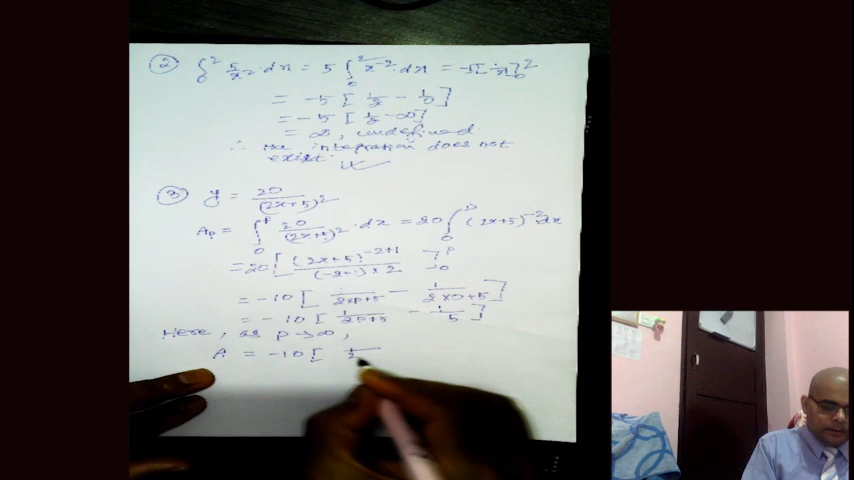 ② ∫₀² 5/x² · dx = 5 ∫₀² x⁻² · dx = -5[1/x]₀²
= -5 [ 1/2 - 1/0 ]
= -5 [ 1/2 - ∞ ]
= ∞, undefined
∴ the integration does not
exist.
③ y = 20/(2x+5)²
Aₚ = ∫₀ᴾ 20/(2x+5)² · dx = 20 ∫₀ᴾ (2x+5)⁻² dx
= 20 [ (2x+5)⁻²⁺¹/(-2+1)×2 ]₀ᴾ
= -10 [ 1/2×P+5 - 1/2×0+5 ]
= -10 [ 1/2P+5 - 1/5 ]
Here, as P → ∞,
A = -10 [ 1/2